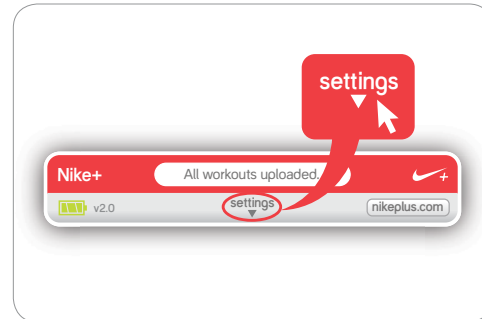 settings
Nike+
All workouts uploaded.
+
v2.0
settings
nikeplus.com